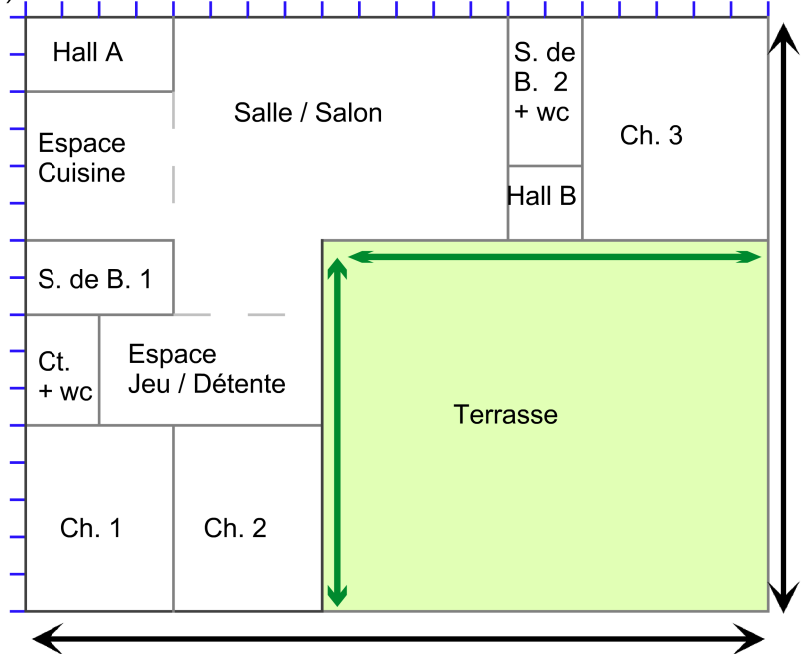 Hall A
Espace
Cuisine
Salle / Salon
S. de
B. 2
+ wc
Ch. 3
Hall B
S. de B. 1
Ct.
+ wc
Espace
Jeu / Détente
Terrasse
Ch. 1
Ch. 2